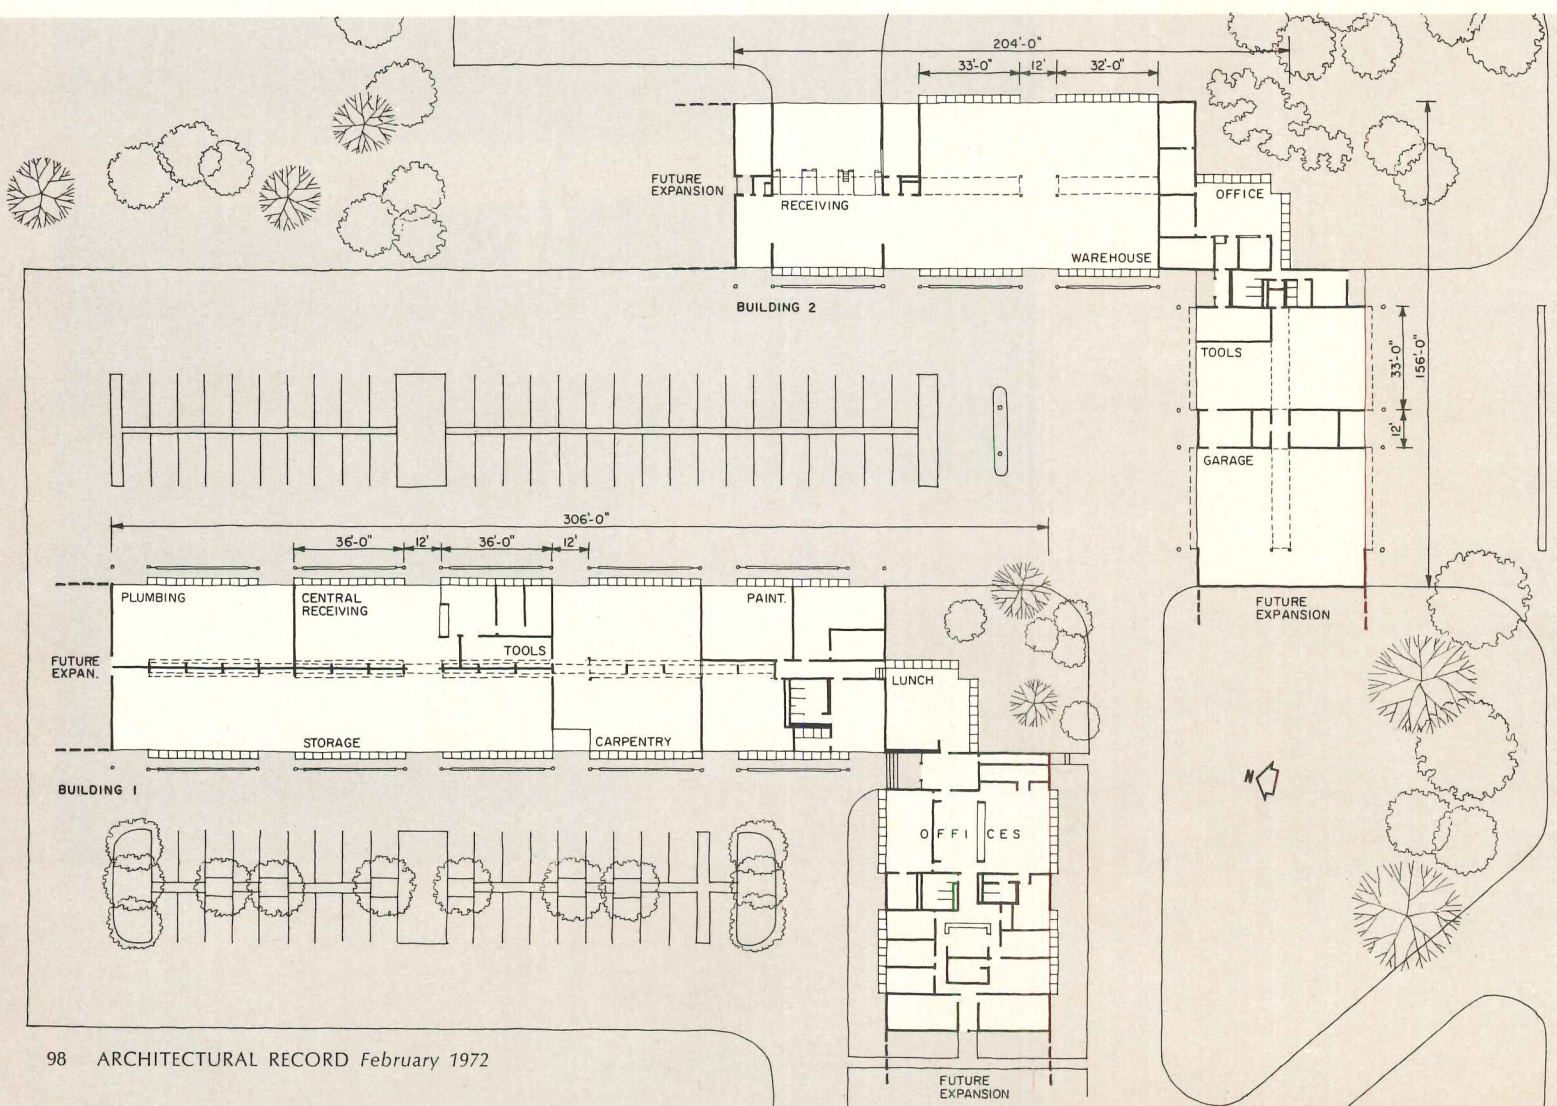 204'-0"
33'-0" 12' 32'-0"
FUTURE
EXPANSION
RECEIVING
OFFICE
WAREHOUSE
BUILDING 2
TOOLS
33'-0"
156'-0"
12'
GARAGE
FUTURE
EXPANSION
306'-0"
36'-0" 12' 36'-0" 12'
PLUMBING
CENTRAL
RECEIVING
PAINT.
TOOLS
FUTURE
EXPAN.
LUNCH
STORAGE
CARPENTRY
BUILDING 1
N
OFFICES
98 ARCHITECTURAL RECORD February 1972
FUTURE
EXPANSION